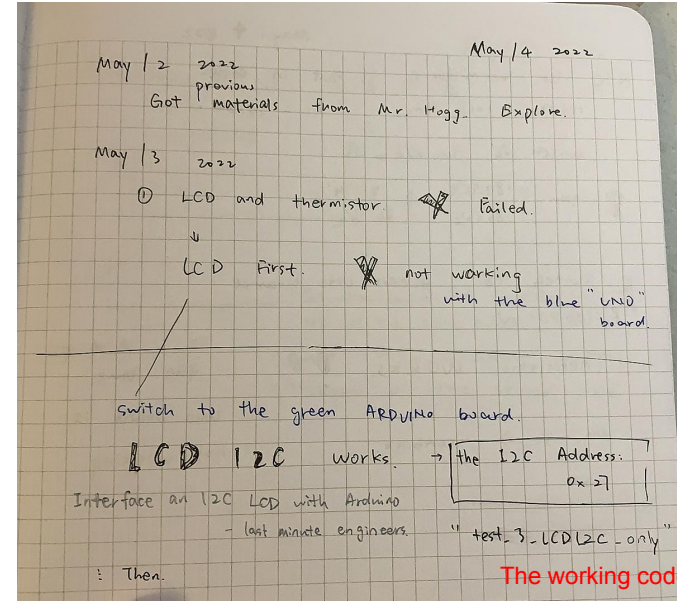 May / 4 2022
May / 2 2022
previous
Got materials from Mr. Hogg. Explore.
May / 3 2022
① LCD and thermistor Failed.
↓
LCD First. not working
with the blue "UNO"
board.
switch to the green ARDUINO board.
LCD I2C works. → the I2C Address:
0x27
Interface an I2C LCD with Arduino
- last minute engineers.
"test_3_LCDI2C_only"
: Then.
The working cod